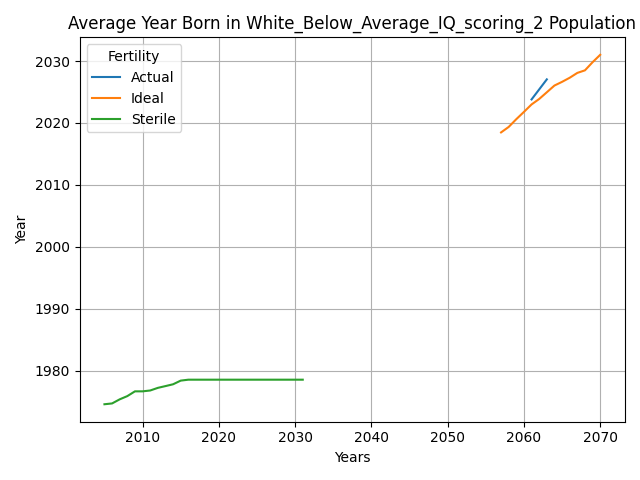 Average Year Born in White_Below_Average_IQ_scoring_2 Population
Fertility
Actual
Ideal
Sterile
2030
2020
2010
2000
1990
1980
Year
2010 2020 2030 2040 2050 2060 2070
Years